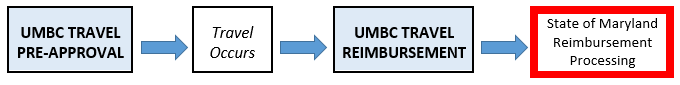 UMBC TRAVEL
PRE-APPROVAL
Travel
Occurs
UMBC TRAVEL
REIMBURSEMENT
State of Maryland
Reimbursement
Processing